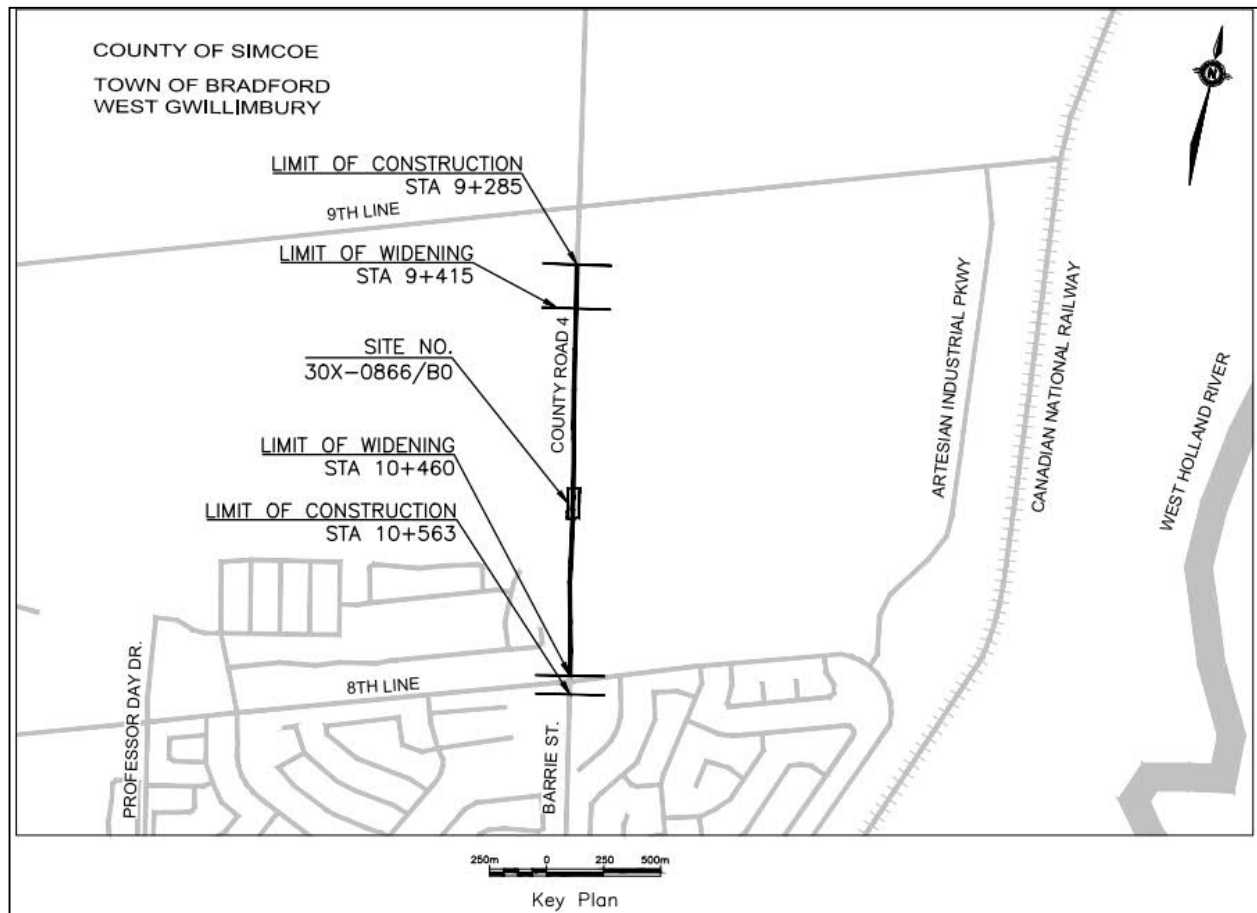 COUNTY OF SIMCOE
TOWN OF BRADFORD
WEST GWILLIMBURY
N
LIMIT OF CONSTRUCTION
STA 9+285
9TH LINE
LIMIT OF WIDENING
STA 9+415
COUNTY ROAD 4
SITE NO.
30X-0866/B0
LIMIT OF WIDENING
STA 10+460
LIMIT OF CONSTRUCTION
STA 10+563
ARTESIAN INDUSTRIAL PKWY
CANADIAN NATIONAL RAILWAY
WEST HOLLAND RIVER
8TH LINE
PROFESSOR DAY DR.
BARRIE ST.
250m 0 250 500m
Key Plan